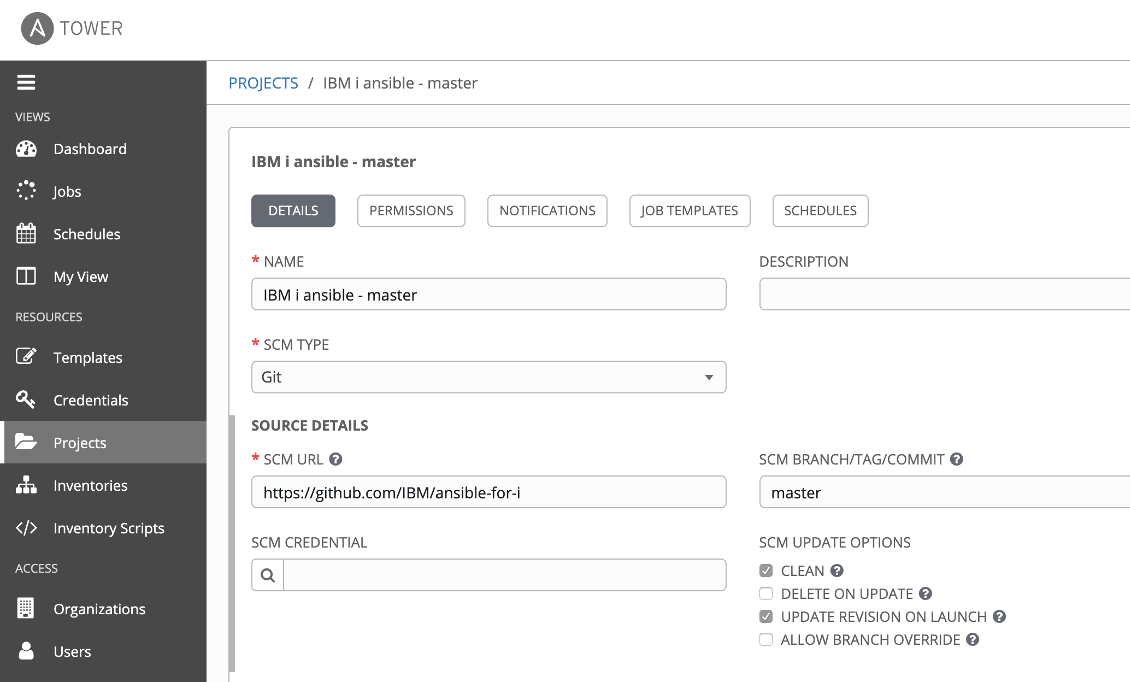 TOWER
PROJECTS / IBM i ansible - master
VIEWS
Dashboard
Jobs
Schedules
My View
RESOURCES
Templates
Credentials
Projects
Inventories
Inventory Scripts
ACCESS
Organizations
Users
IBM i ansible - master
DETAILS PERMISSIONS NOTIFICATIONS JOB TEMPLATES SCHEDULES
* NAME
IBM i ansible - master
DESCRIPTION
* SCM TYPE
Git
SOURCE DETAILS
* SCM URL ?
https://github.com/IBM/ansible-for-i
SCM BRANCH/TAG/COMMIT ?
master
SCM CREDENTIAL
SCM UPDATE OPTIONS
CLEAN ?
DELETE ON UPDATE ?
UPDATE REVISION ON LAUNCH ?
ALLOW BRANCH OVERRIDE ?